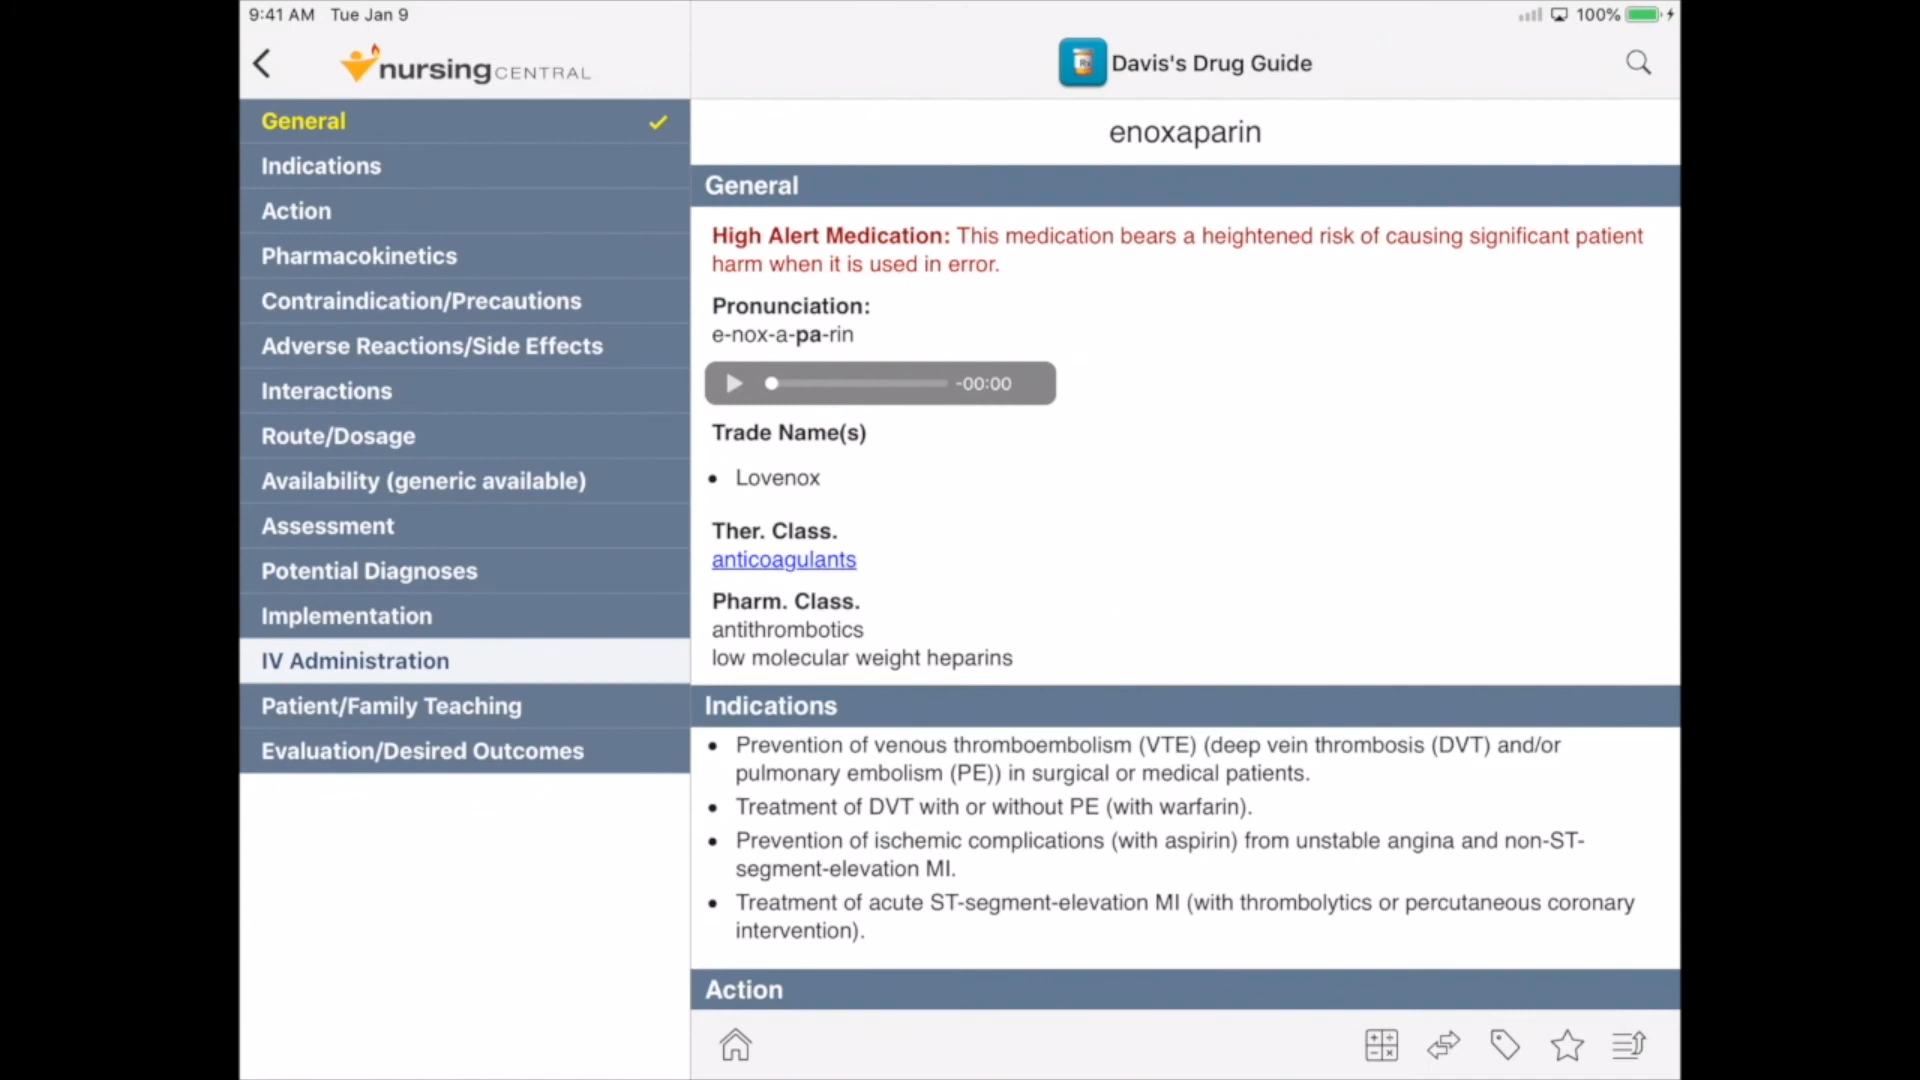 9:41 AM Tue Jan 9
100%
nursing CENTRAL
Davis's Drug Guide
General
Indications
Action
Pharmacokinetics
Contraindication/Precautions
Adverse Reactions/Side Effects
Interactions
Route/Dosage
Availability (generic available)
Assessment
Potential Diagnoses
Implementation
IV Administration
Patient/Family Teaching
Evaluation/Desired Outcomes
enoxaparin
General
High Alert Medication: This medication bears a heightened risk of causing significant patient
harm when it is used in error.
Pronunciation:
e-nox-a-pa-rin
-00:00
Trade Name(s)
• Lovenox
Ther. Class.
anticoagulants
Pharm. Class.
antithrombotics
low molecular weight heparins
Indications
• Prevention of venous thromboembolism (VTE) (deep vein thrombosis (DVT) and/or
pulmonary embolism (PE)) in surgical or medical patients.
• Treatment of DVT with or without PE (with warfarin).
• Prevention of ischemic complications (with aspirin) from unstable angina and non-ST-
segment-elevation MI.
• Treatment of acute ST-segment-elevation MI (with thrombolytics or percutaneous coronary
intervention).
Action